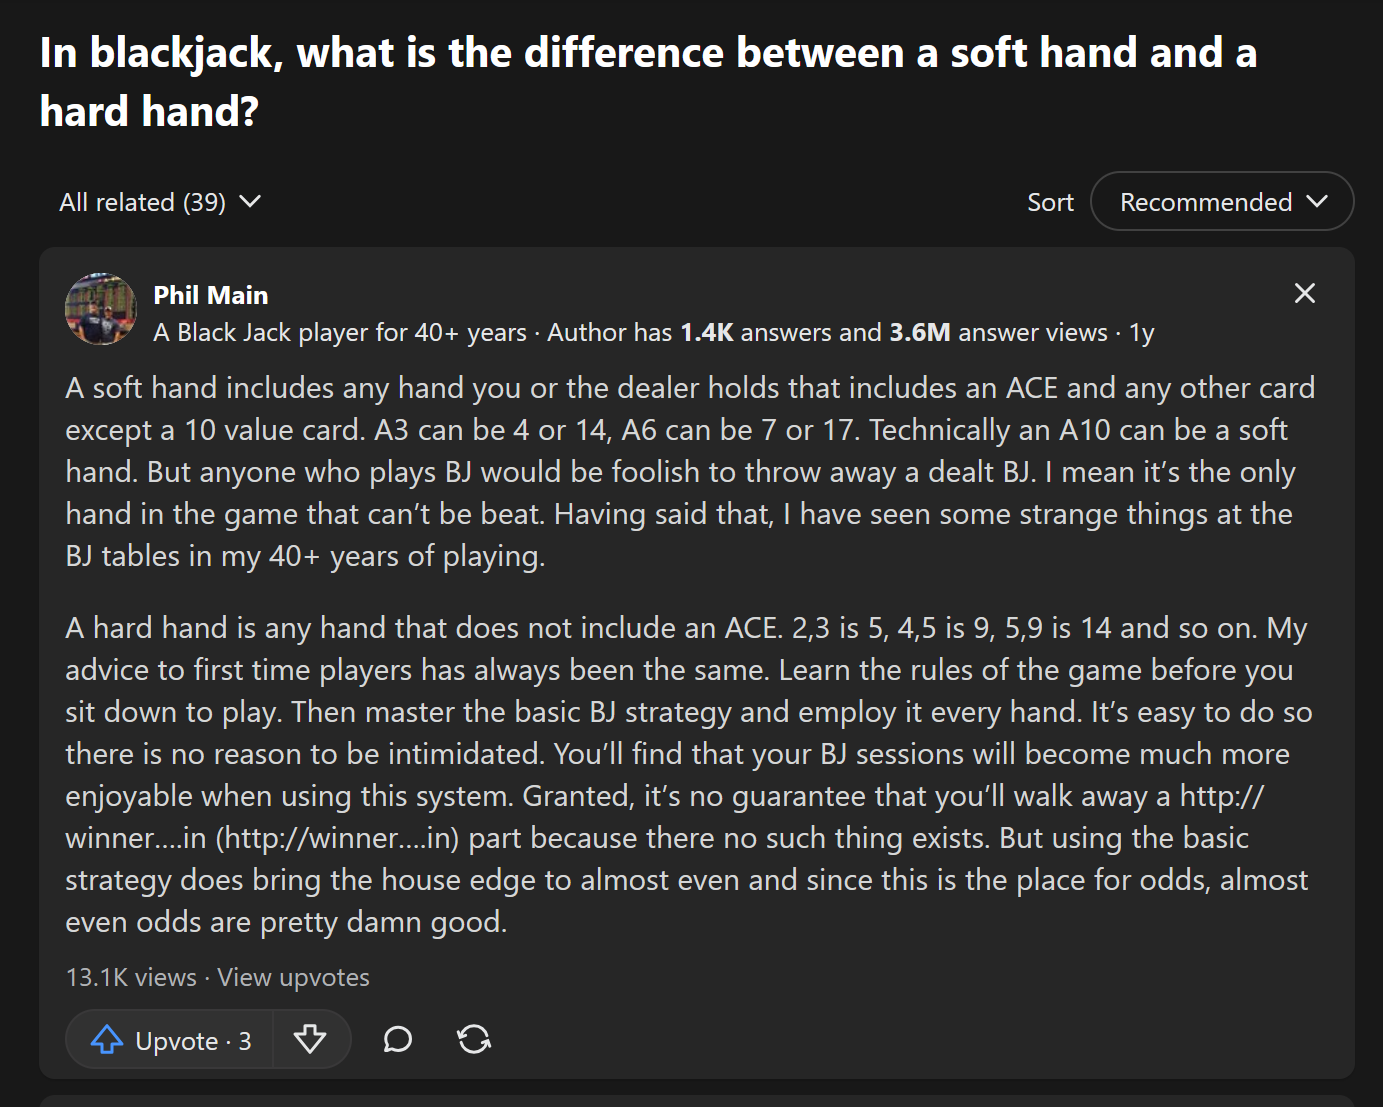 In blackjack, what is the difference between a soft hand and a
hard hand?
All related (39)
Sort
Recommended
Phil Main
A Black Jack player for 40+ years · Author has 1.4K answers and 3.6M answer views · 1y
A soft hand includes any hand you or the dealer holds that includes an ACE and any other card
except a 10 value card. A3 can be 4 or 14, A6 can be 7 or 17. Technically an A10 can be a soft
hand. But anyone who plays BJ would be foolish to throw away a dealt BJ. I mean it’s the only
hand in the game that can’t be beat. Having said that, I have seen some strange things at the
BJ tables in my 40+ years of playing.
A hard hand is any hand that does not include an ACE. 2,3 is 5, 4,5 is 9, 5,9 is 14 and so on. My
advice to first time players has always been the same. Learn the rules of the game before you
sit down to play. Then master the basic BJ strategy and employ it every hand. It’s easy to do so
there is no reason to be intimidated. You’ll find that your BJ sessions will become much more
enjoyable when using this system. Granted, it’s no guarantee that you’ll walk away a http://
winner....in (http://winner....in) part because there no such thing exists. But using the basic
strategy does bring the house edge to almost even and since this is the place for odds, almost
even odds are pretty damn good.
13.1K views · View upvotes
Upvote · 3